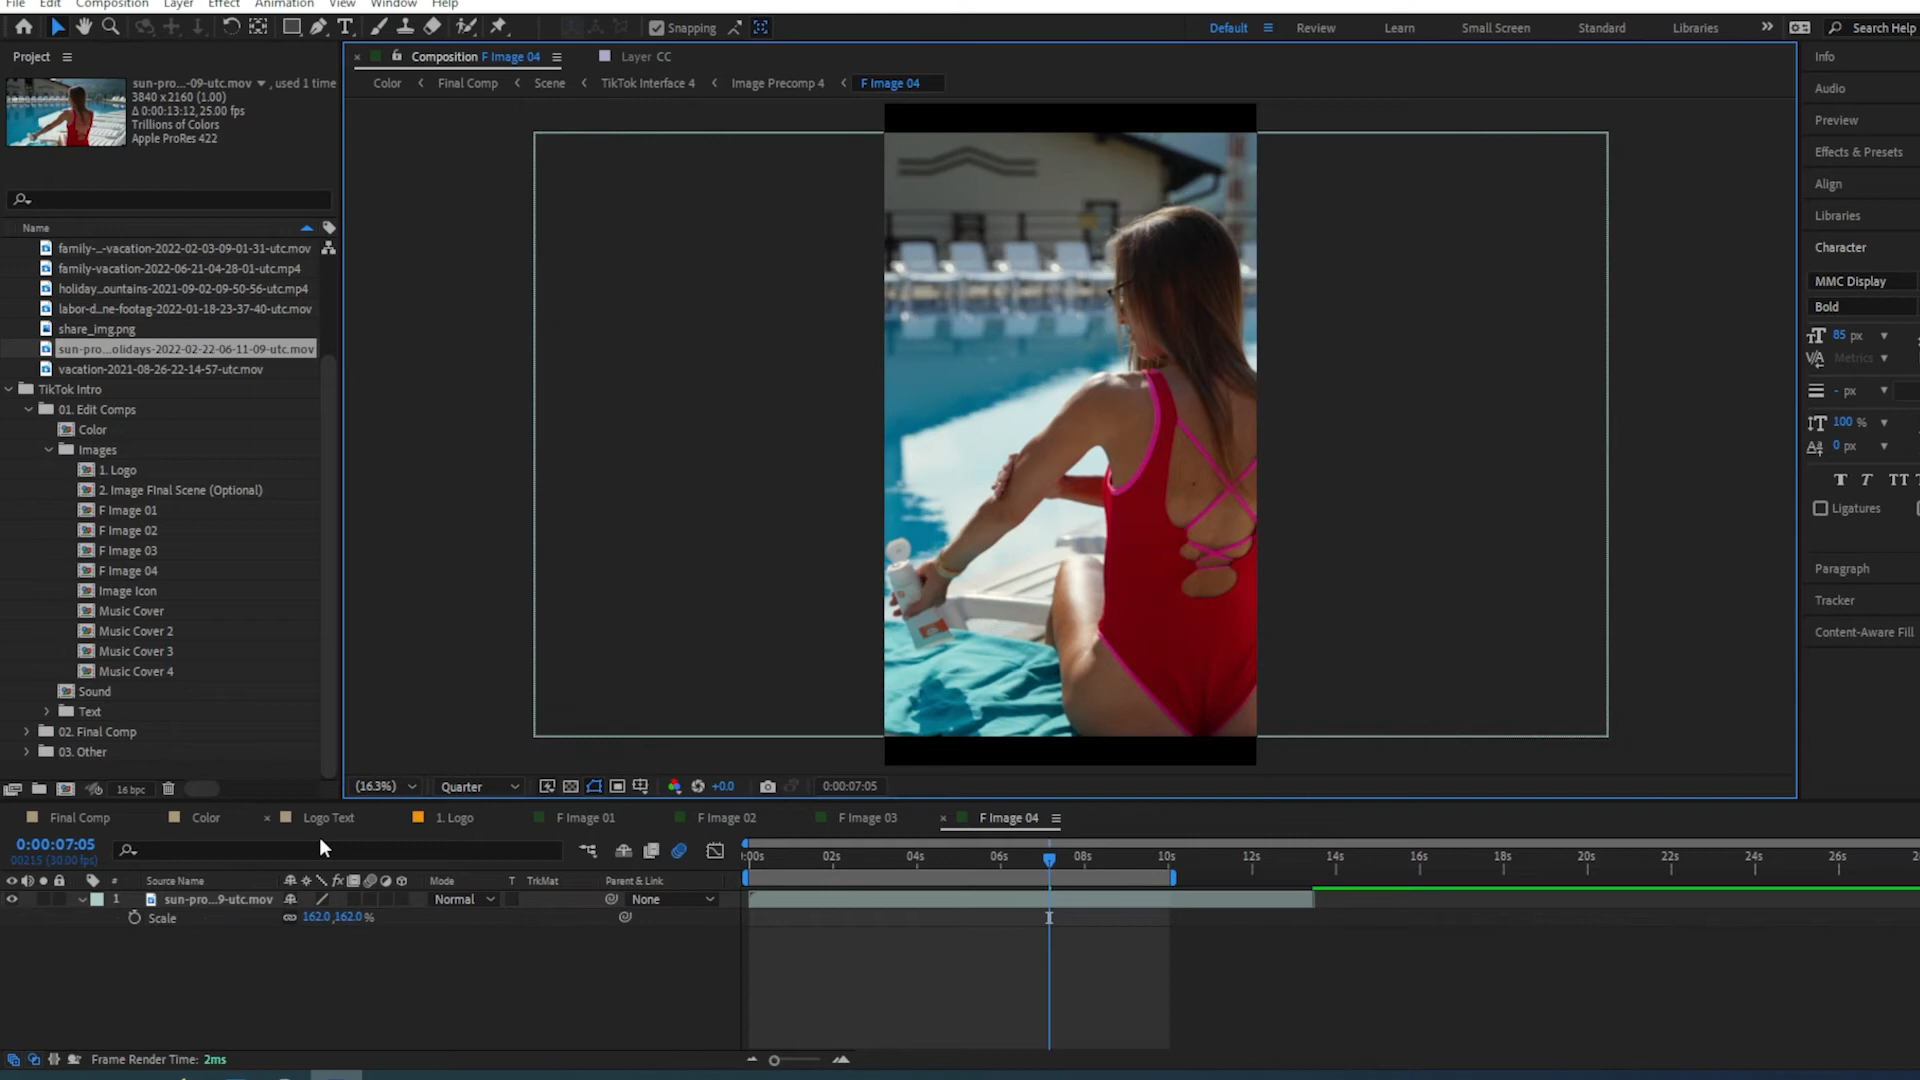 File Edit Composition Layer Effect Animation View Window Help
Snapping
Default Review Learn Small Screen Standard Libraries Search Help
Project
sun-pro...-09-utc.mov , used 1 time
3840 x 2160 (1.00)
Δ 0:00:13:12, 25.00 fps
Trillions of Colors
Apple ProRes 422
Name
family-...-vacation-2022-02-03-09-01-31-utc.mov
family-vacation-2022-06-21-04-28-01-utc.mp4
holiday...ountains-2021-09-02-09-50-56-utc.mp4
labor-d...ne-footag-2022-01-18-23-37-40-utc.mov
share_img.png
sun-pro...olidays-2022-02-22-06-11-09-utc.mov
vacation-2021-08-26-22-14-57-utc.mov
TikTok Intro
01. Edit Comps
Color
Images
1. Logo
2. Image FInal Scene (Optional)
F Image 01
F Image 02
F Image 03
F Image 04
Image Icon
Music Cover
Music Cover 2
Music Cover 3
Music Cover 4
Sound
Text
02. Final Comp
03. Other
16 bpc
Composition F Image 04
Layer CC
Color Final Comp Scene TikTok Interface 4 Image Precomp 4 F Image 04
(16.3%) Quarter +0.0 0:00:07:05
Info
Audio
Preview
Effects & Presets
Align
Libraries
Character
MMC Display
Bold
85 px
Metrics
- px
100 %
0 px
T T TT
Ligatures
Paragraph
Tracker
Content-Aware Fill
Final Comp Color Logo Text 1. Logo F Image 01 F Image 02 F Image 03 F Image 04
0:00:07:05
00215 (30.00 fps)
:00s 02s 04s 06s 08s 10s 12s 14s 16s 18s 20s 22s 24s 26s
# Source Name fx Mode T TrkMat Parent & Link
1 sun-pro...9-utc.mov Normal None
Scale 162.0,162.0 %
Frame Render Time: 2ms